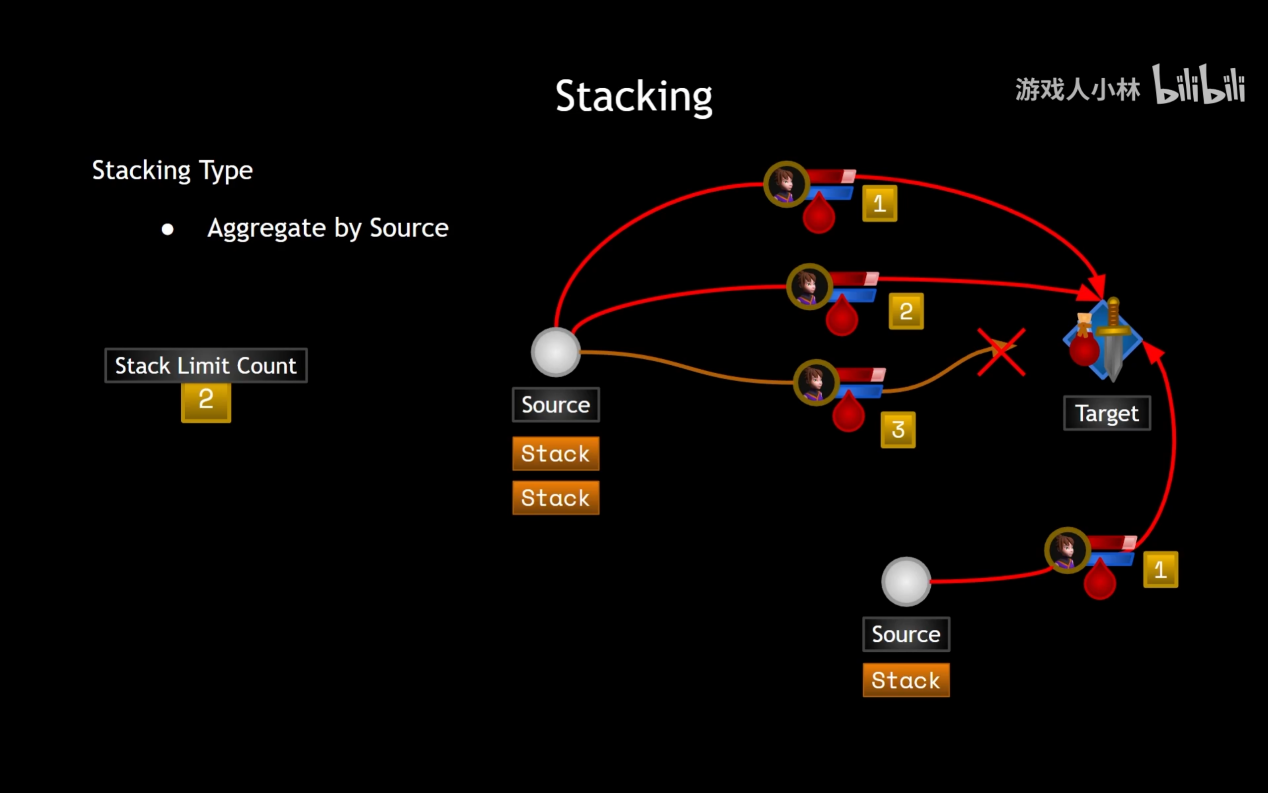 Stacking
游戏人小林 bilibili
Stacking Type
● Aggregate by Source
1
2
Stack Limit Count
2
3
Source
Stack
Stack
Target
1
Source
Stack